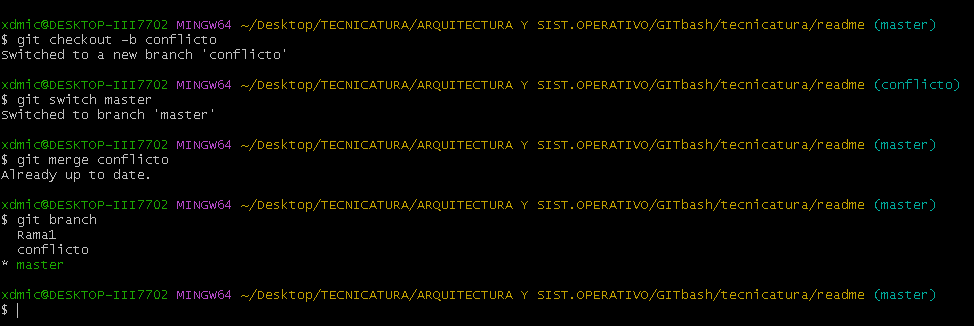 xdmic@DESKTOP-III7702 MINGW64 ~/Desktop/TECNICATURA/ARQUITECTURA Y SIST.OPERATIVO/GITbash/tecnicatura/readme (master)
$ git checkout -b conflicto
Switched to a new branch 'conflicto'
xdmic@DESKTOP-III7702 MINGW64 ~/Desktop/TECNICATURA/ARQUITECTURA Y SIST.OPERATIVO/GITbash/tecnicatura/readme (conflicto)
$ git switch master
Switched to branch 'master'
xdmic@DESKTOP-III7702 MINGW64 ~/Desktop/TECNICATURA/ARQUITECTURA Y SIST.OPERATIVO/GITbash/tecnicatura/readme (master)
$ git merge conflicto
Already up to date.
xdmic@DESKTOP-III7702 MINGW64 ~/Desktop/TECNICATURA/ARQUITECTURA Y SIST.OPERATIVO/GITbash/tecnicatura/readme (master)
$ git branch
  Rama1
  conflicto
* master
xdmic@DESKTOP-III7702 MINGW64 ~/Desktop/TECNICATURA/ARQUITECTURA Y SIST.OPERATIVO/GITbash/tecnicatura/readme (master)
$